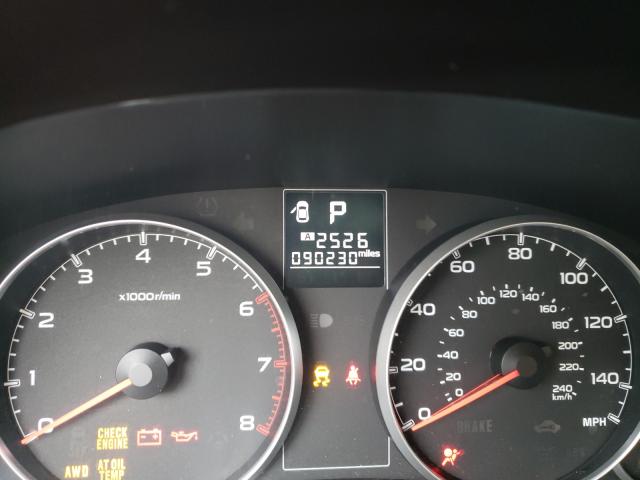 P
A 2526
090230 miles
0 1 2 3 4 5 6 7 8
x1000r/min
CHECK ENGINE
AWD
AT OIL TEMP
0 20 40 60 80 100 120 140
MPH
0 20 40 60 80 100 120 140 160 180 200 220 240
km/h
BRAKE